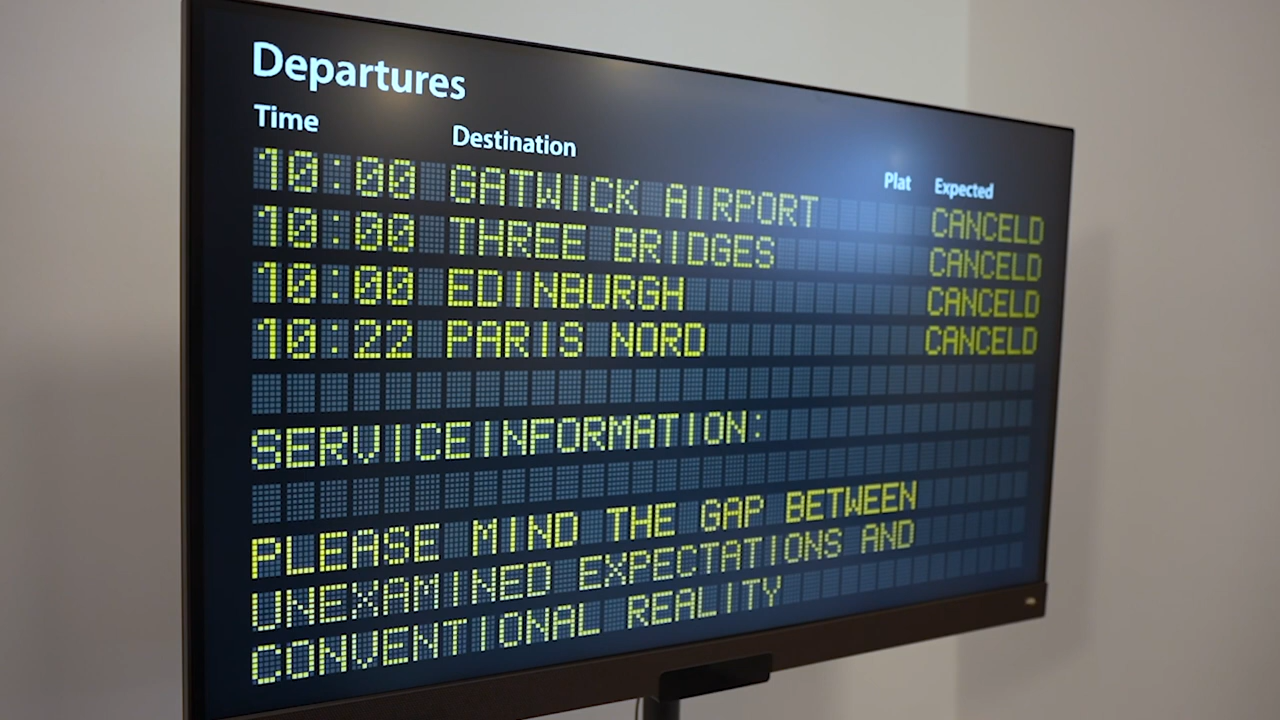 Departures
Time Destination Plat Expected
10:00 GATWICK AIRPORT CANCELD
10:00 THREE BRIDGES CANCELD
10:00 EDINBURGH CANCELD
10:22 PARIS NORD CANCELD
SERVICEINFORMATION:
PLEASE MIND THE GAP BETWEEN
UNEXAMINED EXPECTATIONS AND
CONVENTIONAL REALITY